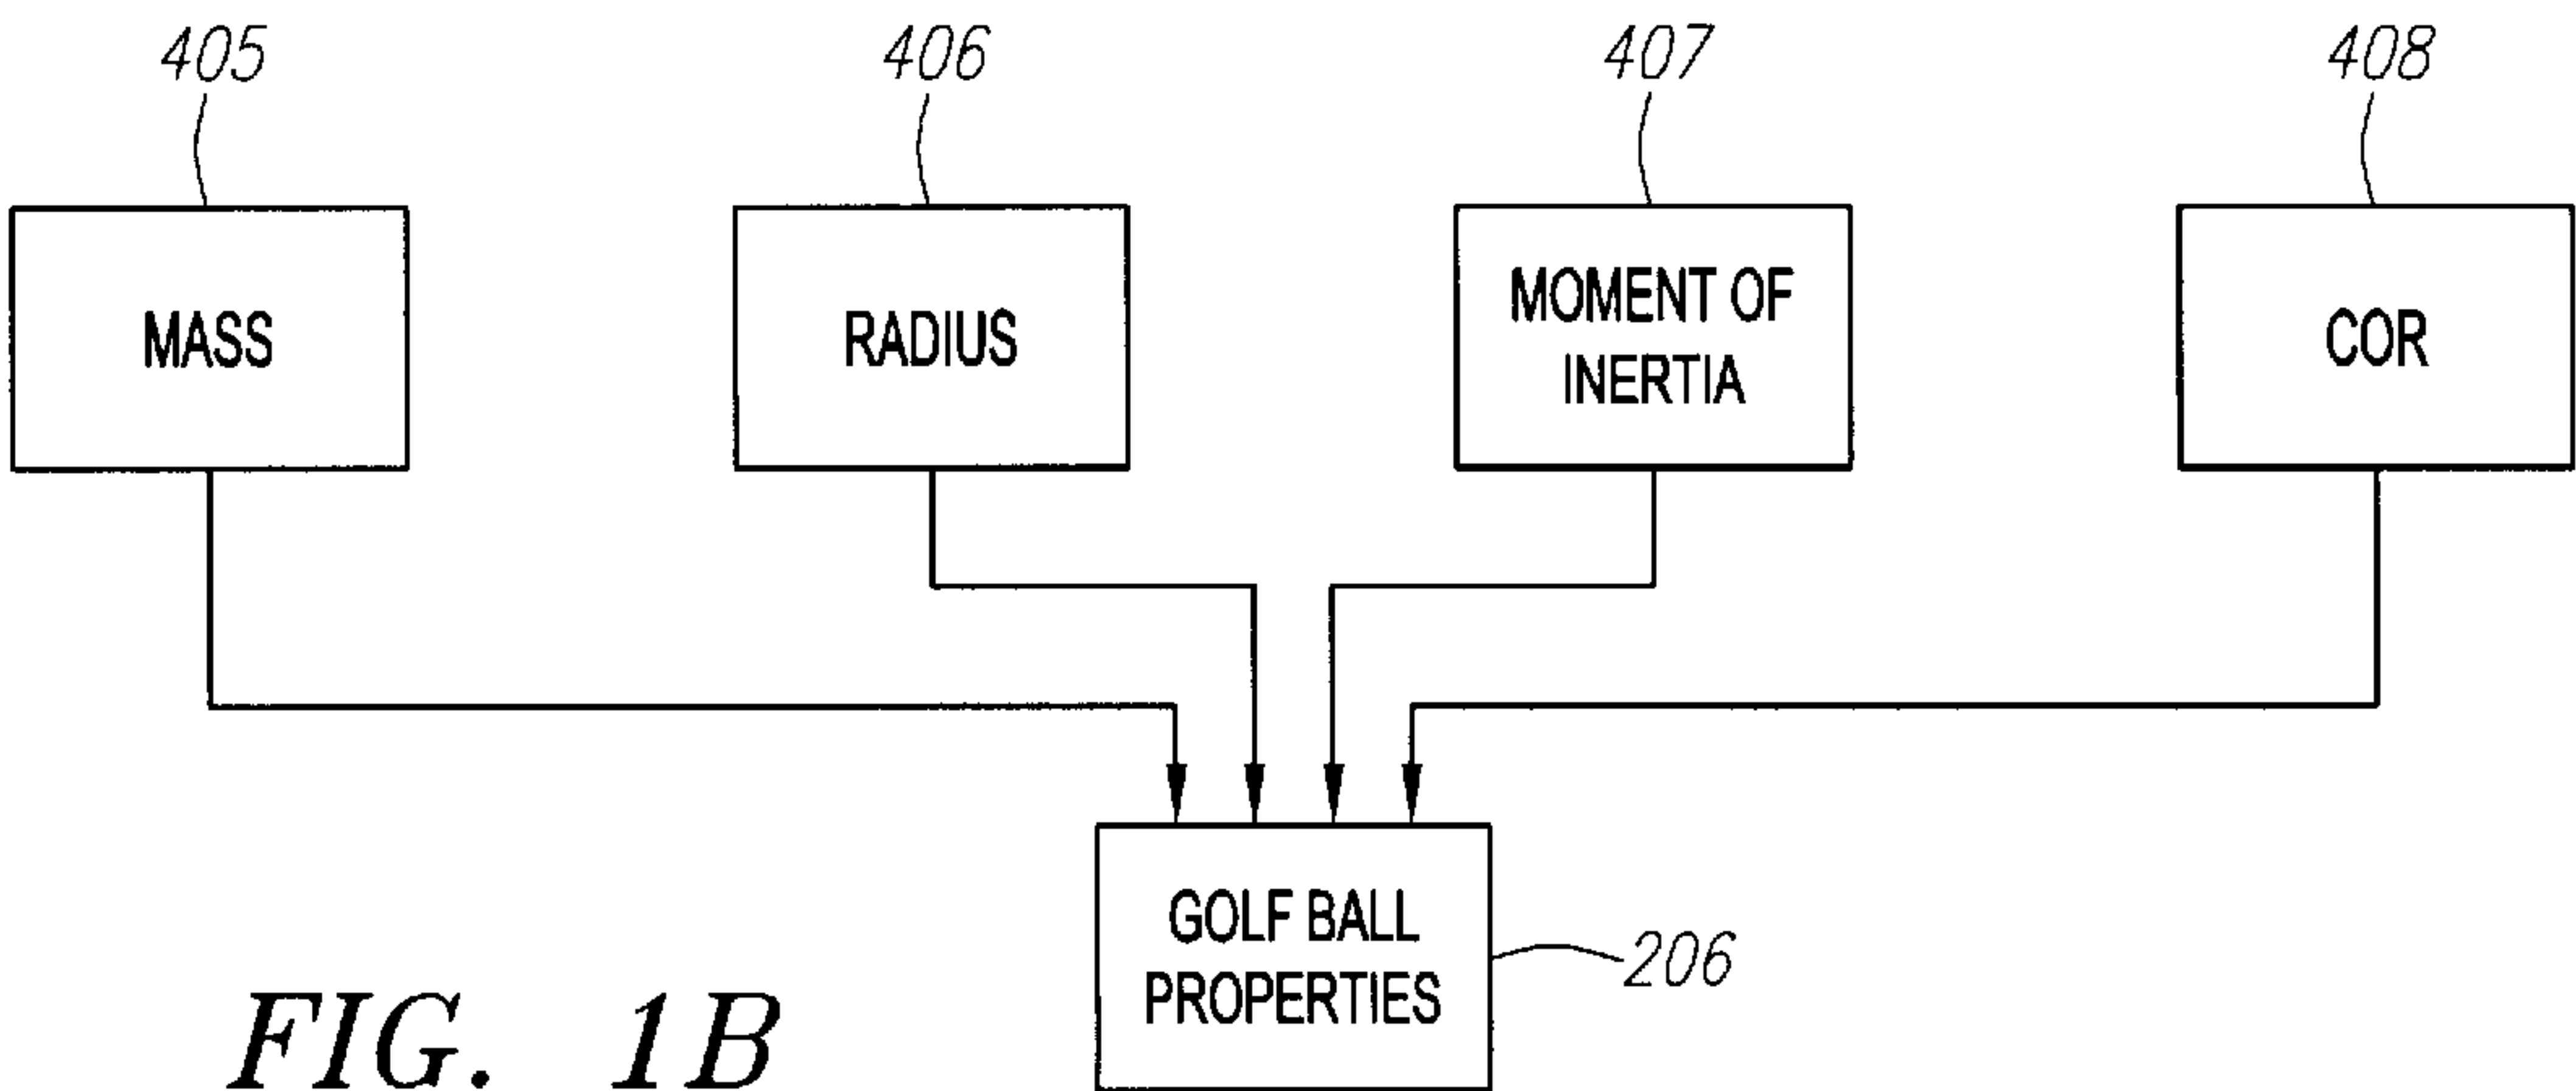 405
406
407
408
MASS
RADIUS
MOMENT OF
INERTIA
COR
GOLF BALL
PROPERTIES
206
FIG. 1B